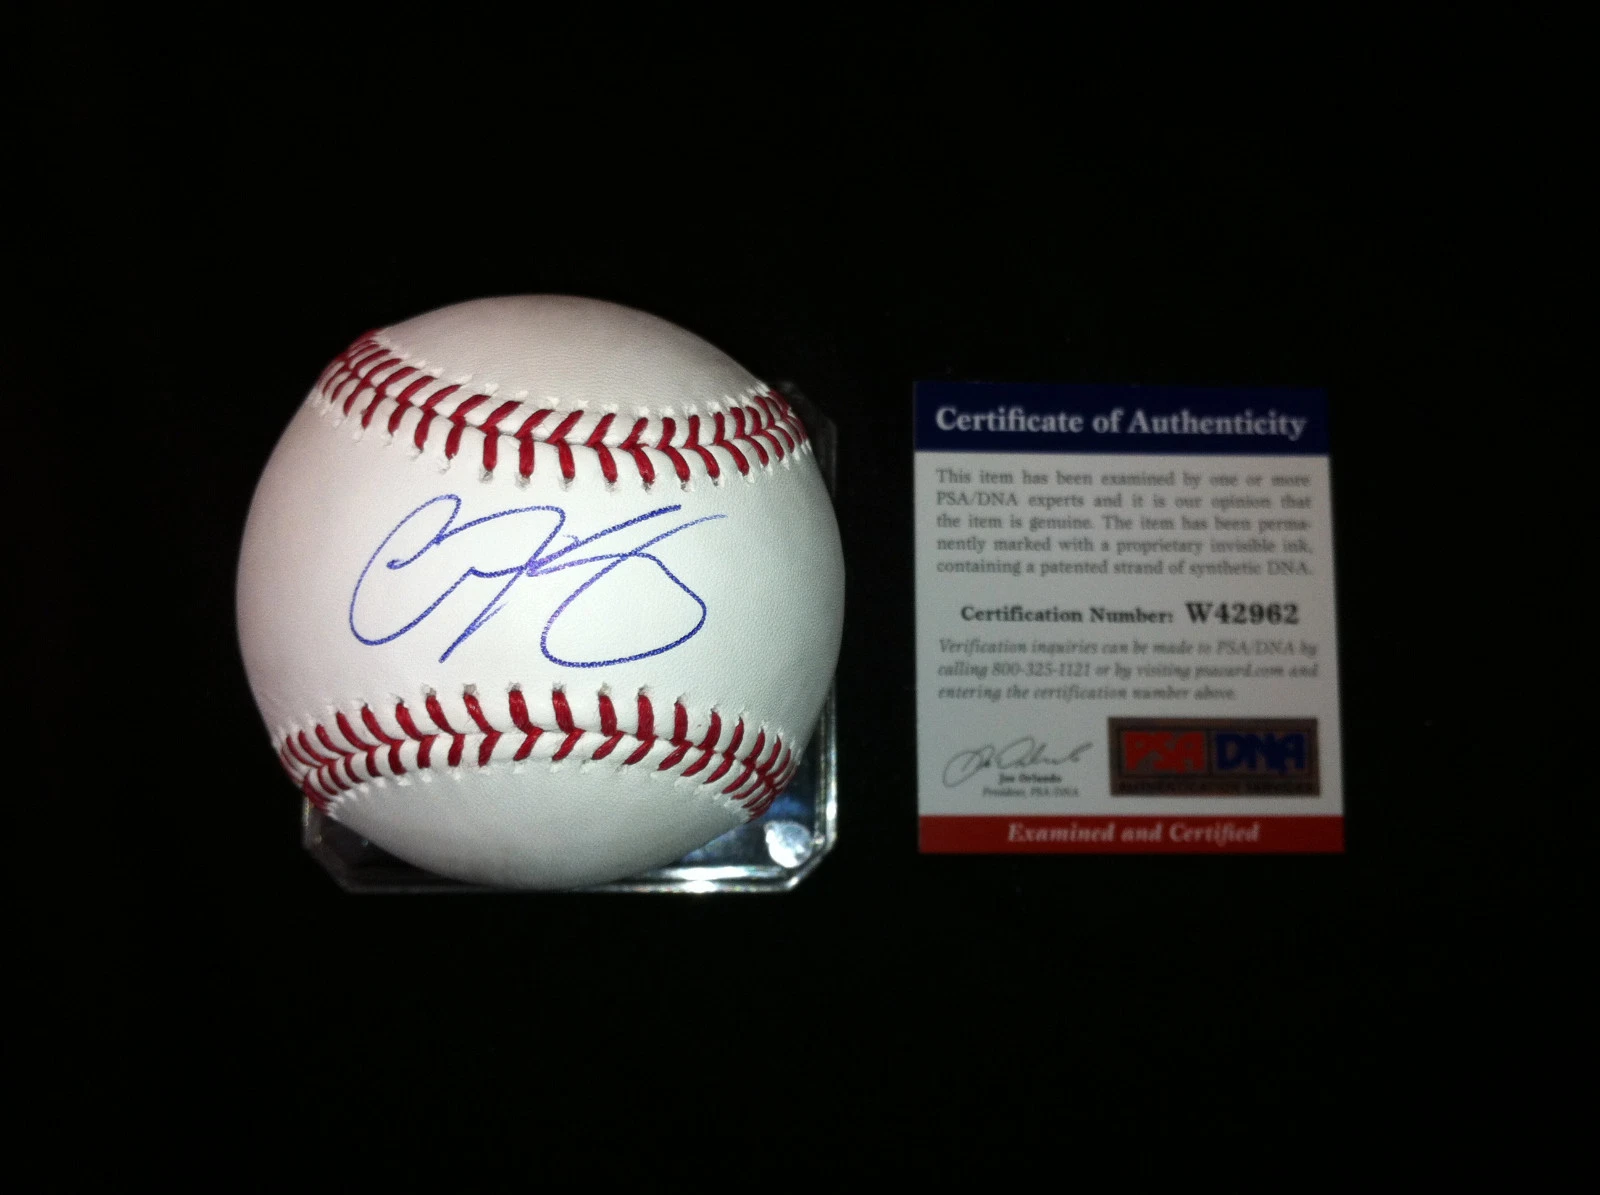 Certificate of Authenticity
This item has been examined by one or more
PSA/DNA experts and it is our opinion that
the item is genuine. The item has been perma-
nently marked with a proprietary invisible ink,
containing a patented strand of synthetic DNA.
Certification Number: W42962
Verification inquiries can be made to PSA/DNA by
calling 800-325-1121 or by visiting psacard.com and
entering the certification number above.
Joe Orlando
President, PSA/DNA
PSA DNA
AUTHENTICATION SERVICES
Examined and Certified